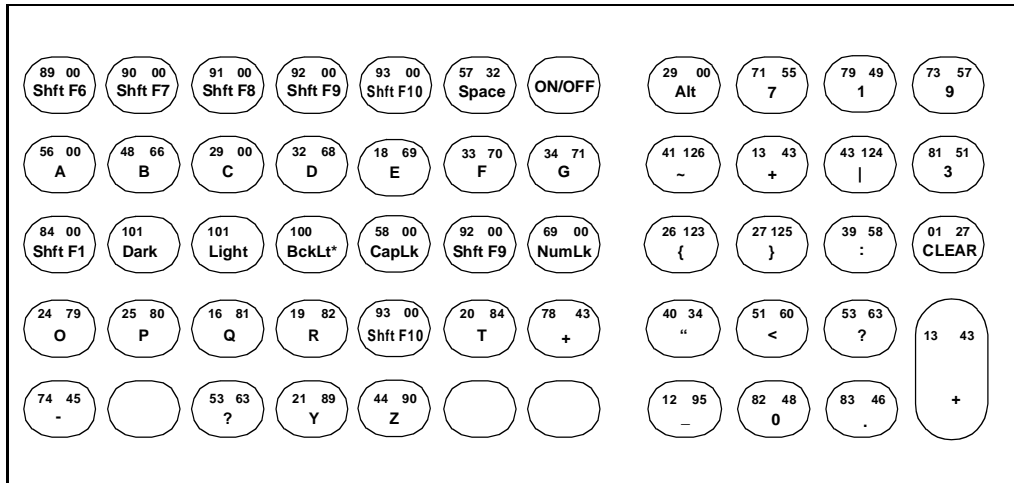 89 00 90 00 91 00 92 00 93 00 57 32 29 00 71 55 79 49 73 57
Shft F6 Shft F7 Shft F8 Shft F9 Shft F10 Space ON/OFF Alt 7 1 9
56 00 48 66 29 00 32 68 18 69 33 70 34 71 41 126 13 43 43 124 81 51
A B C D E F G ~ + | 3
84 00 101 101 100 58 00 92 00 69 00 26 123 27 125 39 58 01 27
Shft F1 Dark Light BckLt* CapLk Shft F9 NumLk { } : CLEAR
24 79 25 80 16 81 19 82 93 00 20 84 78 43 40 34 51 60 53 63 13 43
O P Q R Shft F10 T + “ < ?
74 45 53 63 21 89 44 90 12 95 82 48 83 46
- ? Y Z _ 0 . +